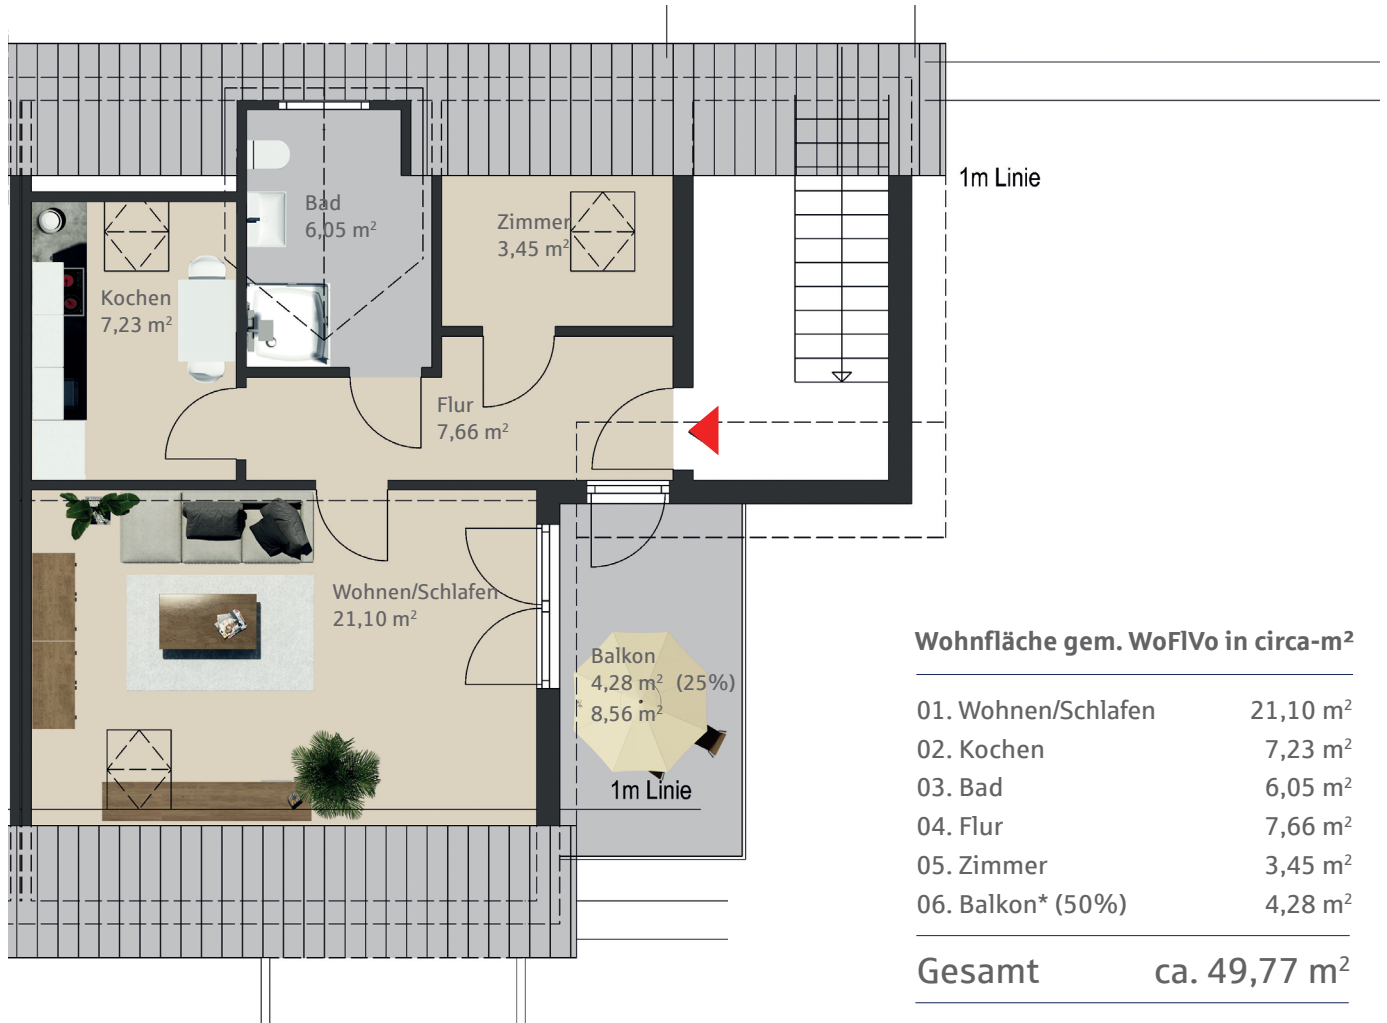 1m Linie
Bad
6,05 m²
Zimmer
3,45 m²
Kochen
7,23 m²
Flur
7,66 m²
Wohnen/Schlafen
21,10 m²
Balkon
4,28 m² (25%)
8,56 m²
1m Linie
Wohnfläche gem. WoFlVo in circa-m²
01. Wohnen/Schlafen 21,10 m²
02. Kochen 7,23 m²
03. Bad 6,05 m²
04. Flur 7,66 m²
05. Zimmer 3,45 m²
06. Balkon* (50%) 4,28 m²
Gesamt ca. 49,77 m²